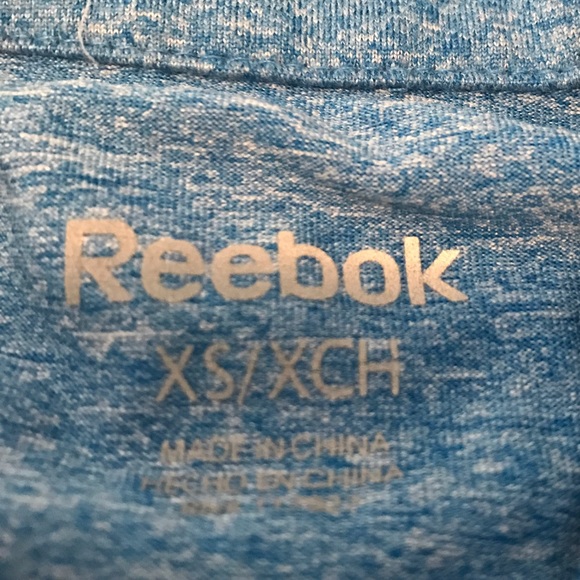 Reebok
XS/XCH
MADE IN CHINA
HECHO EN CHINA